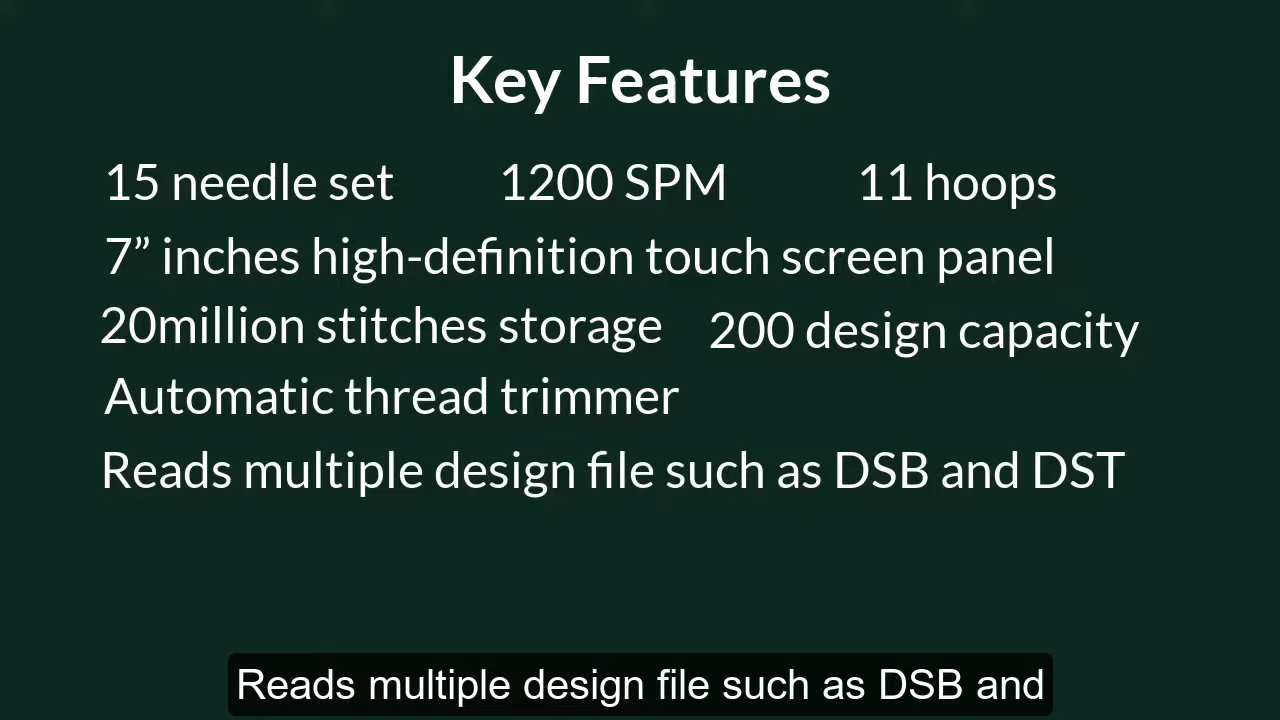 Key Features
15 needle set 1200 SPM 11 hoops
7” inches high-definition touch screen panel
20million stitches storage 200 design capacity
Automatic thread trimmer
Reads multiple design file such as DSB and DST
Reads multiple design file such as DSB and